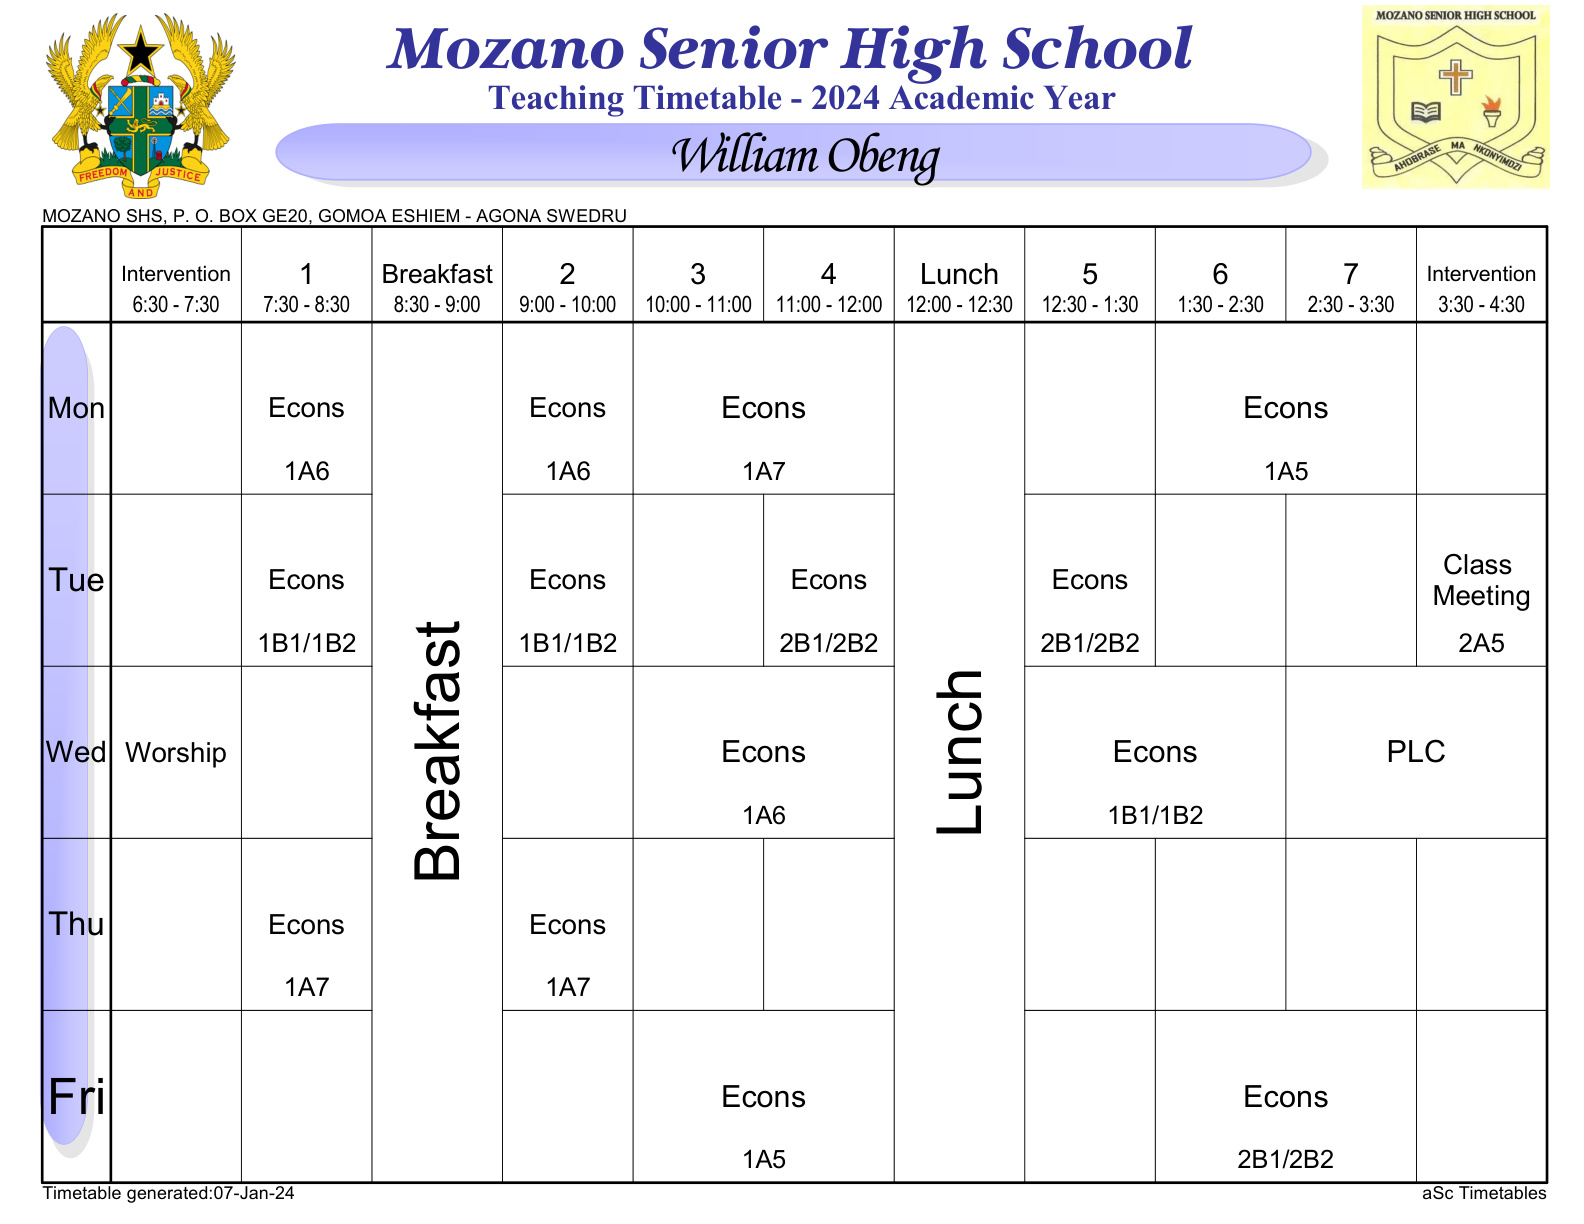 Mozano Senior High School
Teaching Timetable - 2024 Academic Year
William Obeng
FREEDOM AND JUSTICE
MOZANO SENIOR HIGH SCHOOL
AHOBRASE MA NKONYIMDZI
MOZANO SHS, P. O. BOX GE20, GOMOA ESHIEM - AGONA SWEDRU
Intervention 1 Breakfast 2 3 4 Lunch 5 6 7 Intervention
6:30 - 7:30 7:30 - 8:30 8:30 - 9:00 9:00 - 10:00 10:00 - 11:00 11:00 - 12:00 12:00 - 12:30 12:30 - 1:30 1:30 - 2:30 2:30 - 3:30 3:30 - 4:30
Mon Econs Econs Econs Econs
1A6 1A6 1A7 1A5
Tue Econs Econs Econs Econs Class Meeting
1B1/1B2 1B1/1B2 2B1/2B2 2B1/2B2 2A5
Breakfast
Lunch
Wed Worship Econs Econs PLC
1A6 1B1/1B2
Thu Econs Econs
1A7 1A7
Fri Econs Econs
1A5 2B1/2B2
Timetable generated:07-Jan-24
aSc Timetables